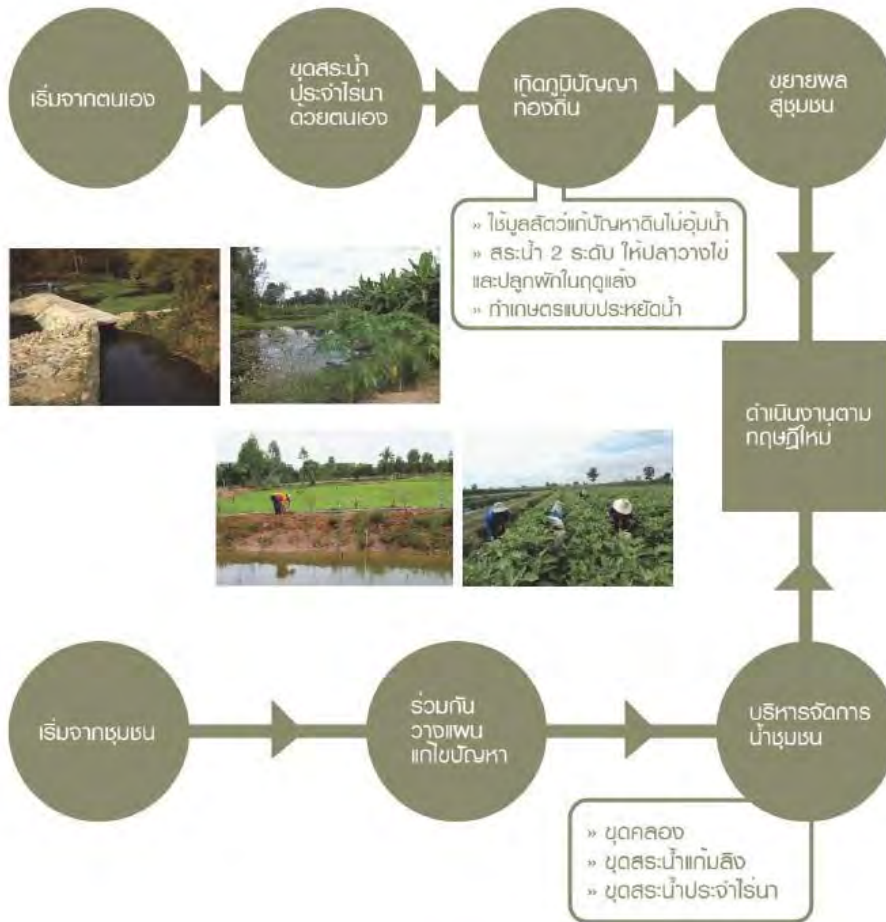 เริ่มจากตนเอง
ขุดสระน้ำ
ประจำไร่นา
ด้วยตนเอง
เกิดภูมิปัญญา
ท้องถิ่น
ขยายผล
สู่ชุมชน
» ใช้มูลสัตว์แก้ปัญหาดินไม่อุ้มน้ำ
» สระน้ำ 2 ระดับ ให้ปลาวางไข่
และปลูกผักในฤดูแล้ง
» ทำเกษตรแบบประหยัดน้ำ
ดำเนินงานตาม
ทฤษฎีใหม่
เริ่มจากชุมชน
ร่วมกัน
วางแผน
แก้ไขปัญหา
บริหารจัดการ
น้ำชุมชน
» ขุดคลอง
» ขุดสระน้ำแก้มลิง
» ขุดสระน้ำประจำไร่นา